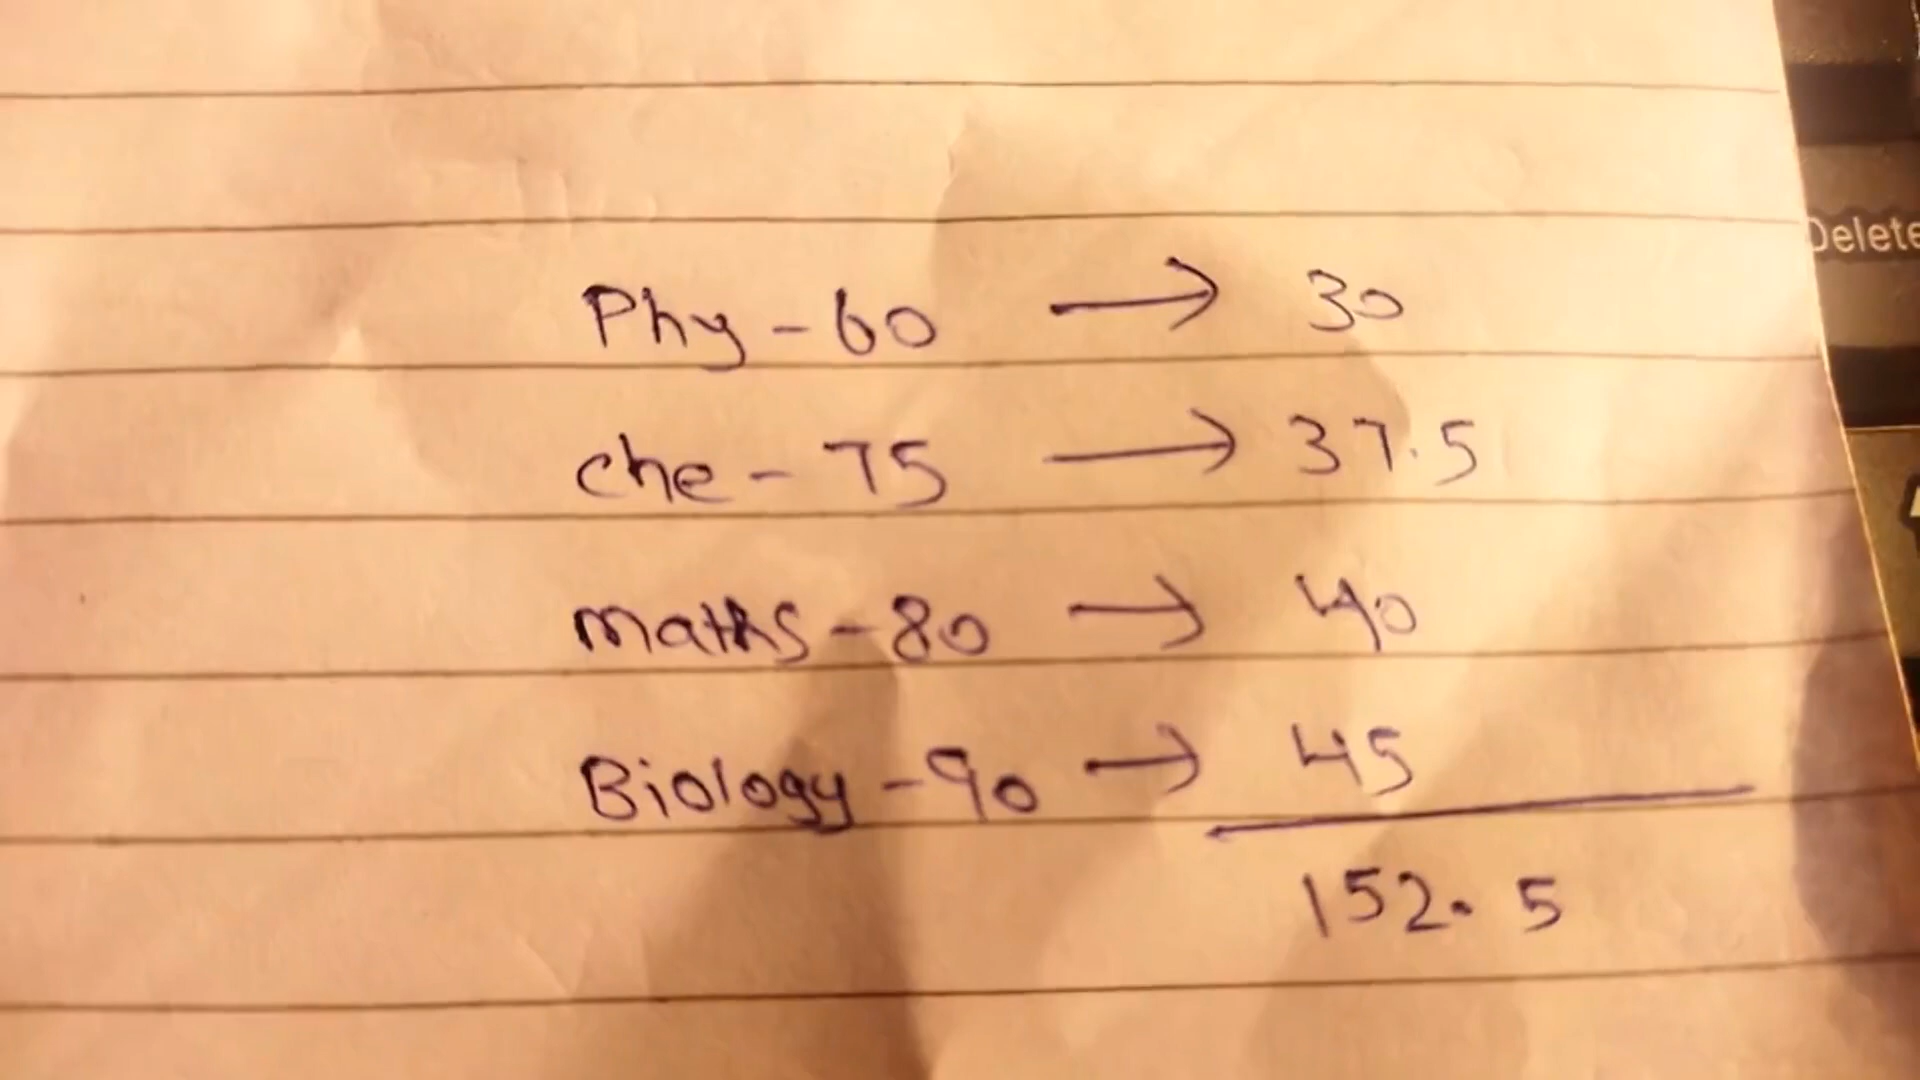 Phy - 60 → 30
che - 75 → 37.5
maths - 80 → 40
Biology - 90 → 45
152.5
Delete